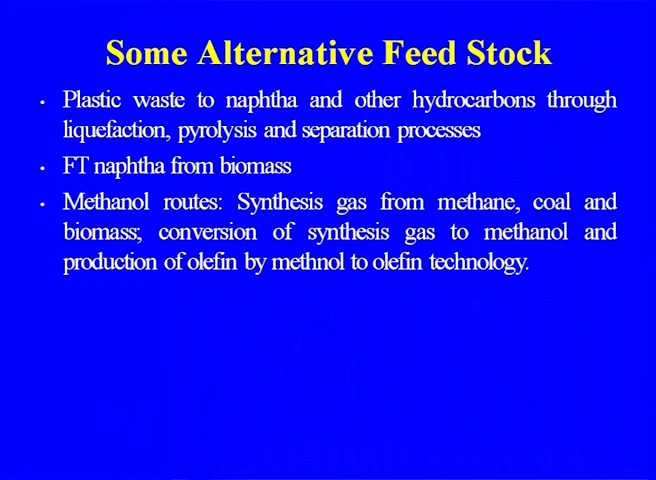 Some Alternative Feed Stock
• Plastic waste to naphtha and other hydrocarbons through
liquefaction, pyrolysis and separation processes
• FT naphtha from biomass
• Methanol routes: Synthesis gas from methane, coal and
biomass; conversion of synthesis gas to methanol and
production of olefin by methnol to olefin technology.